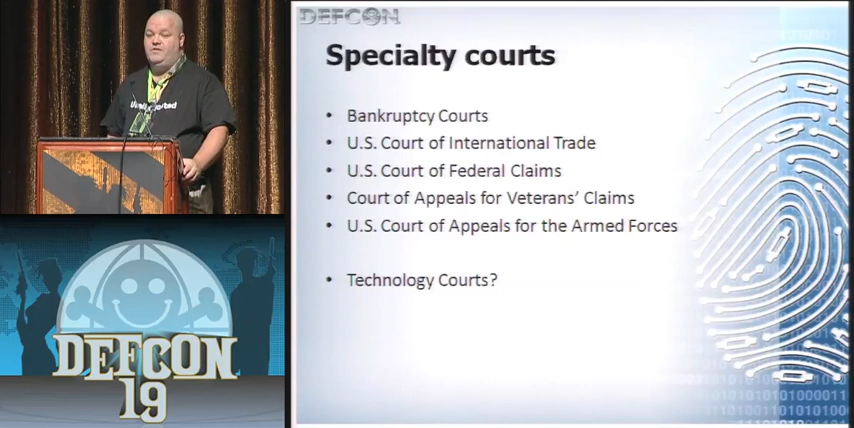 DEFCON
Specialty courts
• Bankruptcy Courts
• U.S. Court of International Trade
• U.S. Court of Federal Claims
• Court of Appeals for Veterans' Claims
• U.S. Court of Appeals for the Armed Forces
• Technology Courts?
DEFCON
19